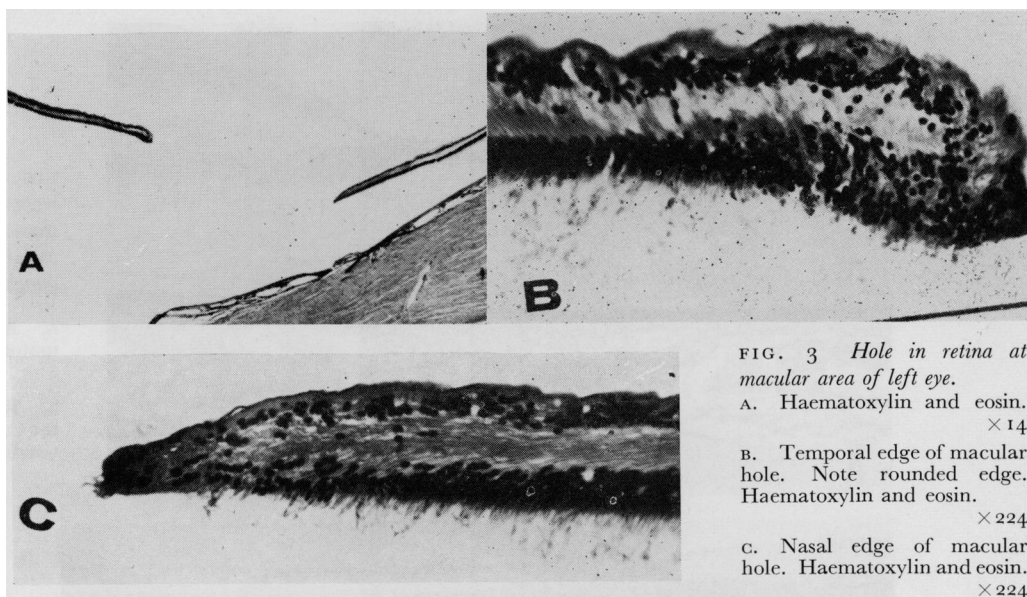 A
B
C
FIG. 3 Hole in retina at
macular area of left eye.
A. Haematoxylin and eosin.
×14
B. Temporal edge of macular
hole. Note rounded edge.
Haematoxylin and eosin.
×224
C. Nasal edge of macular
hole. Haematoxylin and eosin.
×224